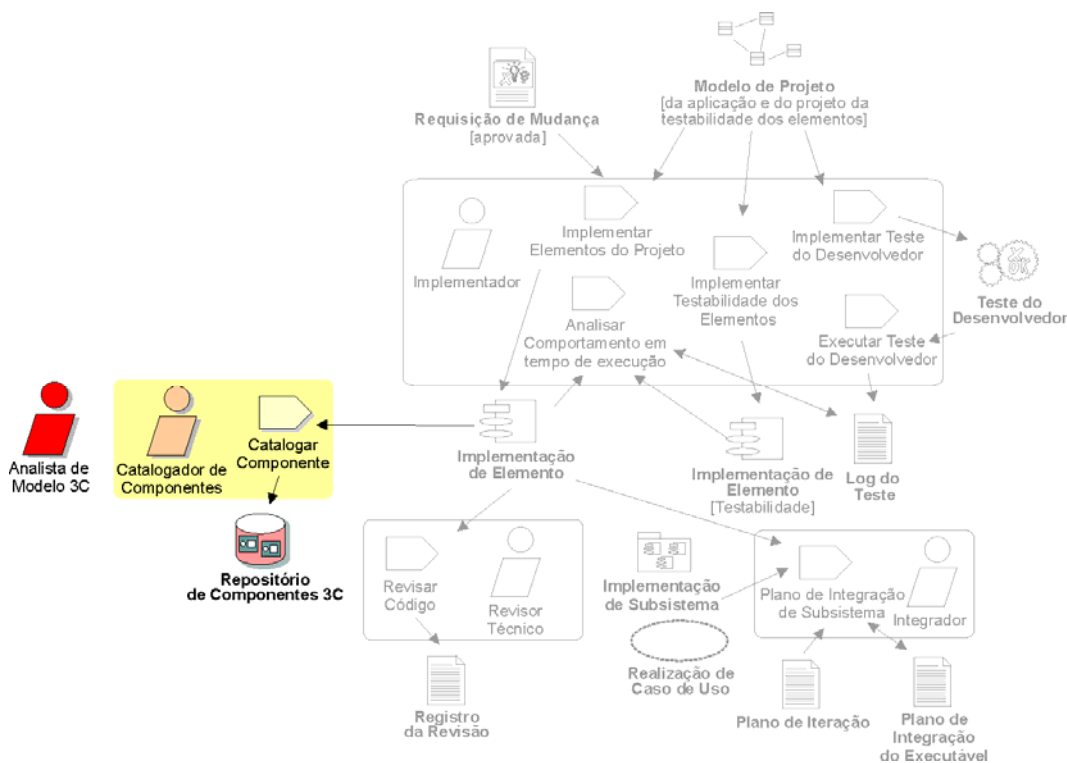 Modelo de Projeto
[da aplicação e do projeto da
testabilidade dos elementos]
Requisição de Mudança
[aprovada]
Implementador
Implementar
Elementos do Projeto
Implementar
Testabilidade dos
Elementos
Implementar Teste
do Desenvolvedor
Teste do
Desenvolvedor
Analisar
Comportamento em
tempo de execução
Executar Teste
do Desenvolvedor
Analista de
Modelo 3C
Catalogador de
Componentes
Catalogar
Componente
Implementação
de Elemento
Implementação de
Elemento
[Testabilidade]
Log do
Teste
Repositório
de Componentes 3C
Revisar
Código
Revisor
Técnico
Implementação
de Subsistema
Plano de Integração
de Subsistema
Integrador
Realização de
Caso de Uso
Registro
da Revisão
Plano de Iteração
Plano de
Integração
do Executável